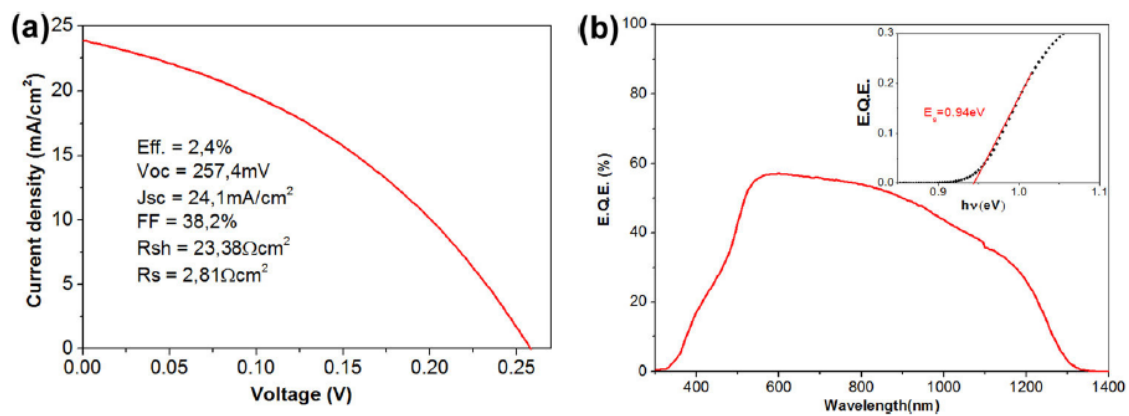 (a)
25
20
15
10
5
0
Current density (mA/cm²)
Eff. = 2,4%
Voc = 257,4mV
Jsc = 24,1mA/cm²
FF = 38,2%
Rsh = 23,38Ωcm²
Rs = 2,81Ωcm²
0.00 0.05 0.10 0.15 0.20 0.25
Voltage (V)
(b)
100
80
60
40
20
0
E.Q.E. (%)
400 600 800 1000 1200 1400
Wavelength(nm)
0.3
0.2
0.1
0.0
E.Q.E.
E_g=0.94eV
0.9 1.0 1.1
hν(eV)